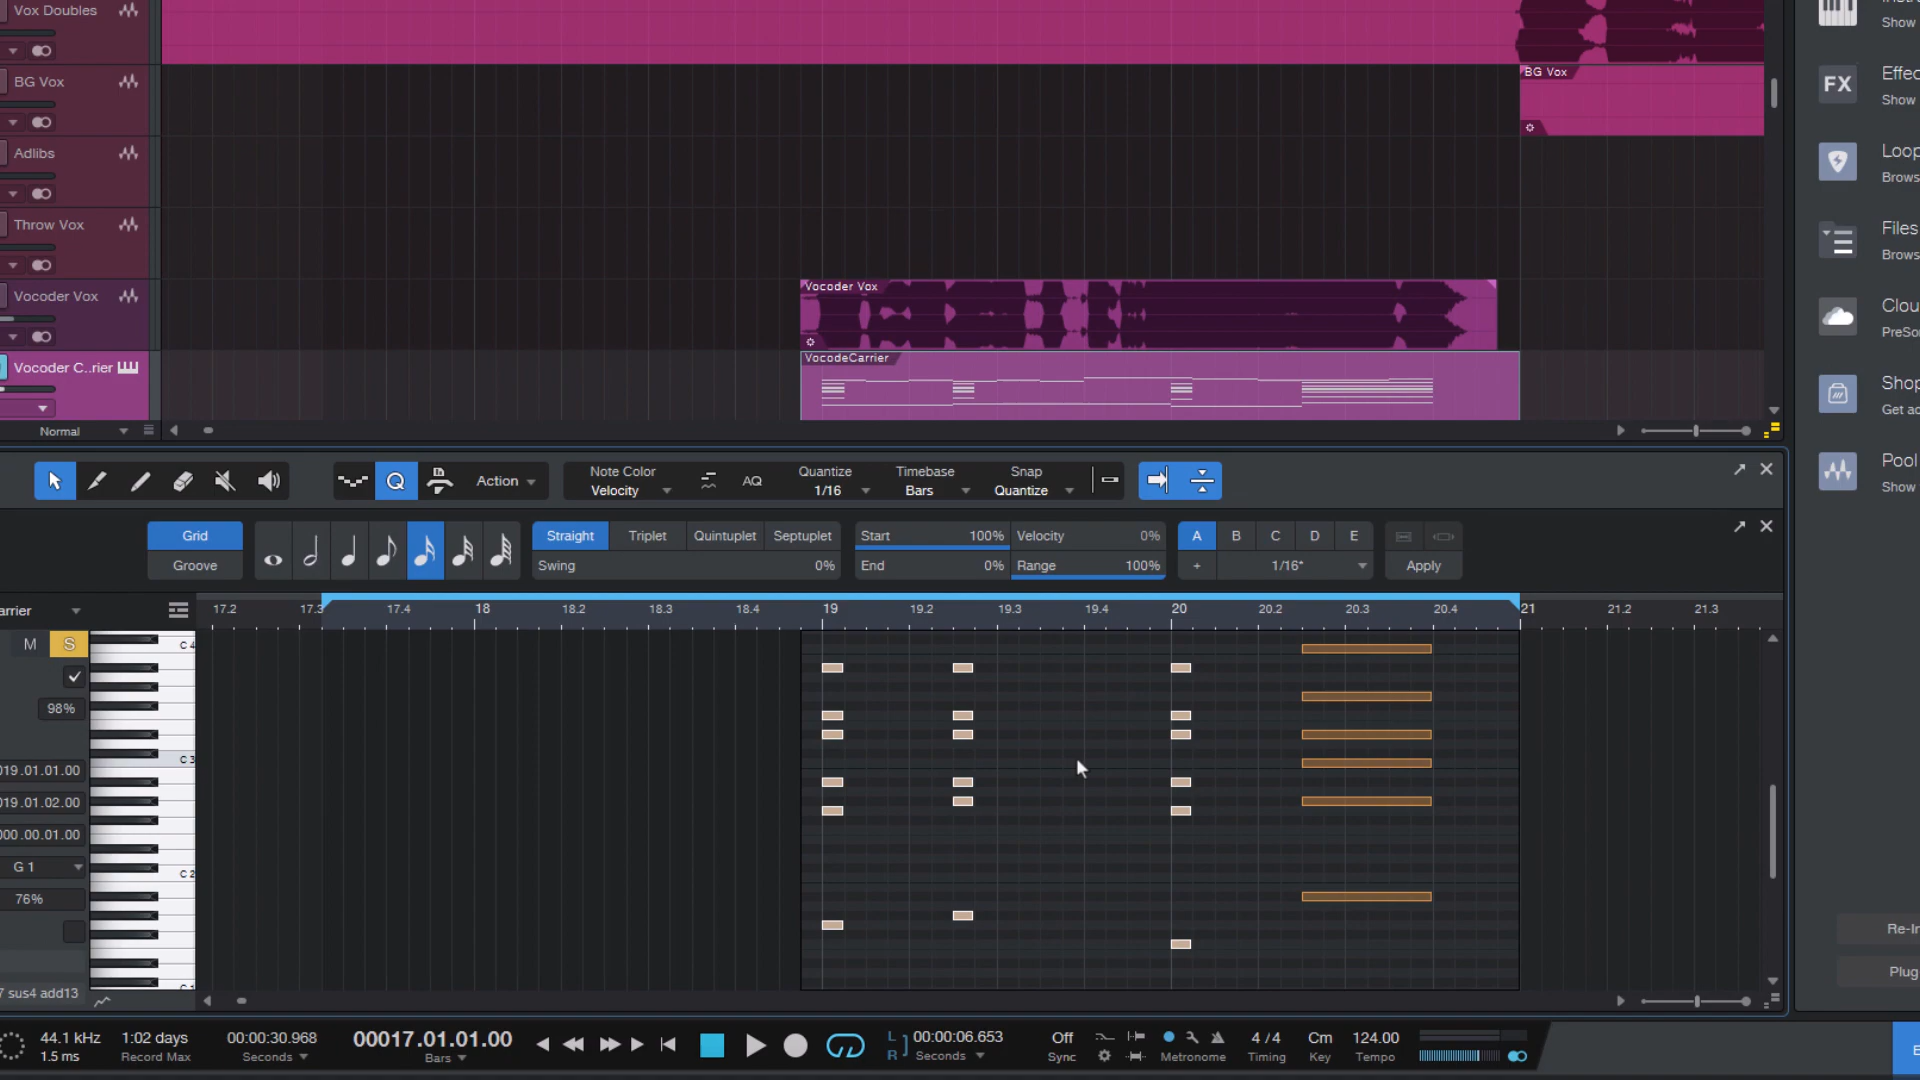 Vox Doubles
BG Vox
BG Vox
Adlibs
Throw Vox
Vocoder Vox
Vocoder Vox
Vocoder C..rier
VocodeCarrier
Normal
Show
FX
Effec
Show
Loop
Brows
Files
Brows
Clou
PreSo
Shop
Get ac
Pool
Show
Action
Note Color
Velocity
AQ
Quantize
1/16
Timebase
Bars
Snap
Quantize
Q
Grid
Groove
Straight
Triplet
Quintuplet
Septuplet
Swing
0%
Start
100%
End
0%
Velocity
0%
Range
100%
A
B
C
D
E
+
1/16*
Apply
arrier
17.2
17.3
17.4
18
18.2
18.3
18.4
19
19.2
19.3
19.4
20
20.2
20.3
20.4
21
21.2
21.3
M
S
98%
019.01.01.00
019.01.02.00
000.00.01.00
G 1
76%
7 sus4 add13
C 4
C 3
C 2
Re-In
Plug-
44.1 kHz
1.5 ms
1:02 days
Record Max
00:00:30.968
Seconds
00017.01.01.00
Bars
L
R
00:00:06.653
Seconds
Off
Sync
Metronome
4 / 4
Timing
Cm
Key
124.00
Tempo
E